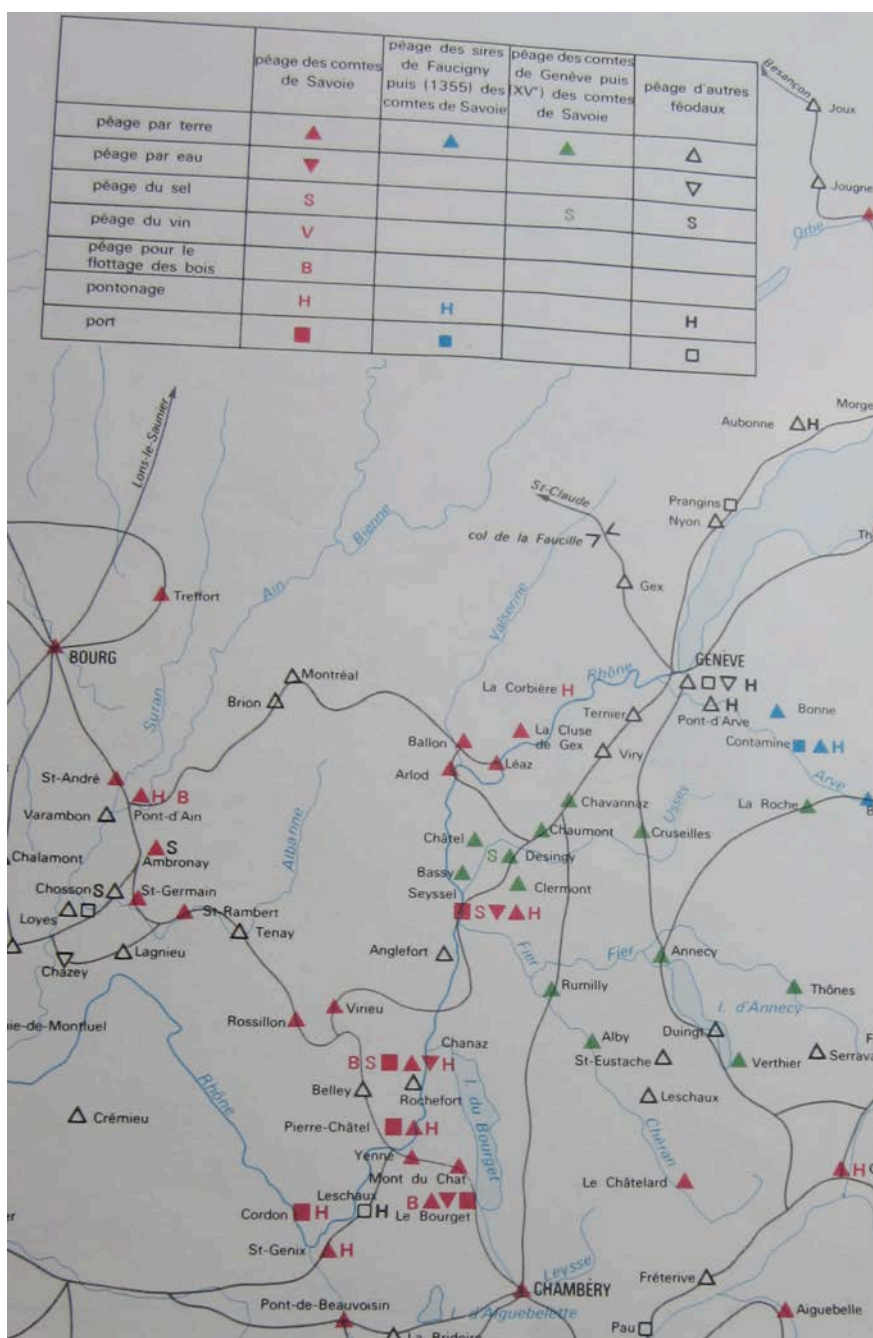 péage des comtes
de Savoie
péage des sires
de Faucigny
puis (1355) des
comtes de Savoie
péage des comtes
de Genève puis
(XVᵉ) des comtes
de Savoie
péage d'autres
féodaux
péage par terre
péage par eau
péage du sel
S
S
S
péage du vin
V
péage pour le
flottage des bois
B
pontonage
H
H
H
port
Besançon
Joux
Jougne
Orbe
Lons-le-Saunier
Aubonne
H
Morge
St-Claude
Prangins
Nyon
col de la Faucille
Th
Bienne
Ain
Treffort
Gex
Valserine
BOURG
Suran
Montréal
Brion
GENÈVE
H
La Corbière H
Rhône
H
Pont-d'Arve
Bonne
Ternier
Ballon
La Cluse
de Gex
Viry
Contamine
H
St-André
Arlod
Léaz
Arve
H B
Pont-d'Ain
Varambon
Albarine
Chavannaz
Usses
La Roche
B
Châtel
Chaumont
Cruseilles
Chalamont
S
Ambronay
S
Desingy
Bassy
Chosson S
St-Germain
Seyssel
Clermont
Loyes
St-Rambert
S
H
Tenay
Chazey
Lagnieu
Anglefort
Fier
Fier
Annecy
Rumilly
Thônes
Virieu
Rossillon
l. d'Annecy
ie-de-Montluel
Chanaz
Alby
Duingt
F
B S
H
St-Eustache
Verthier
Serrava
Rhône
Belley
Rochefort
l. du Bourget
Leschaux
Crémieu
Pierre-Châtel
H
Chéran
Yenne
Mont du Chat
H
Le Châtelard
Leschaux
Cordon
H
H
B
Le Bourget
St-Genix
H
Leysse
CHAMBÉRY
Fréterive
Pont-de-Beauvoisin
l. d'Aiguebelette
Aiguebelle
La Bridoire
Pau